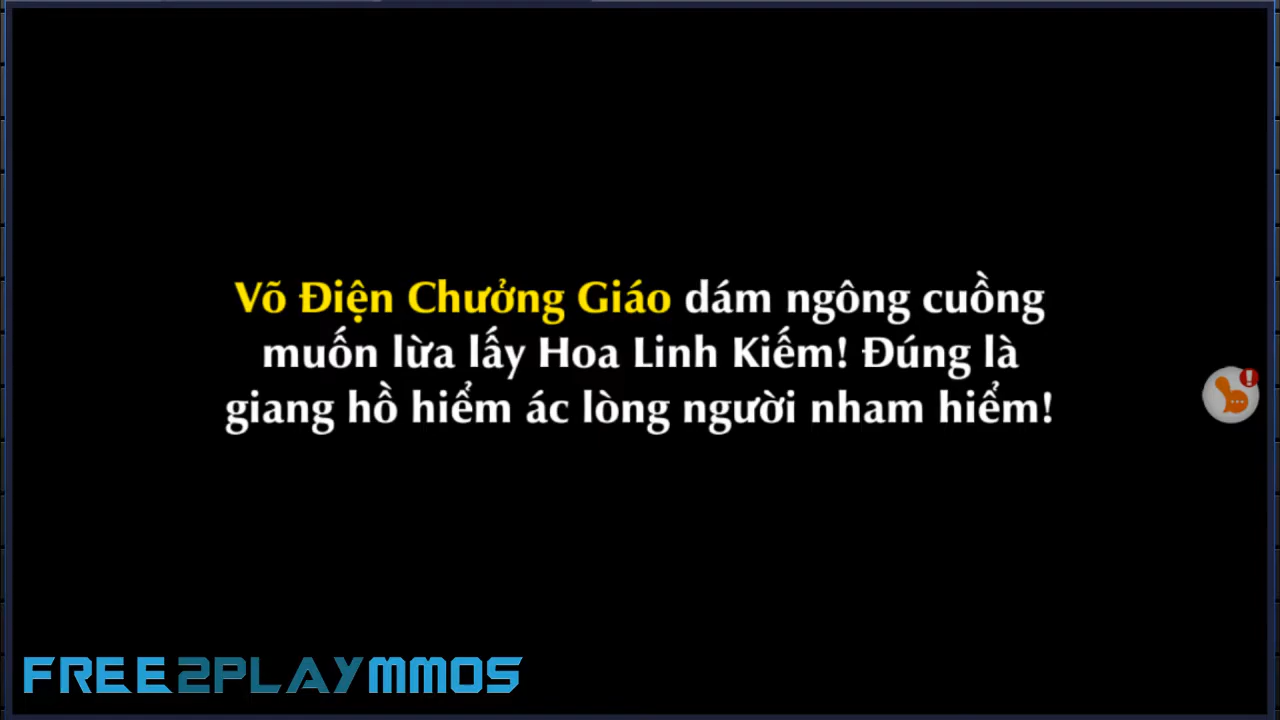 Võ Điện Chưởng Giáo dám ngông cuồng
muốn lừa lấy Hoa Linh Kiếm! Đúng là
giang hồ hiểm ác lòng người nham hiểm!
FREE2PLAYMMOS